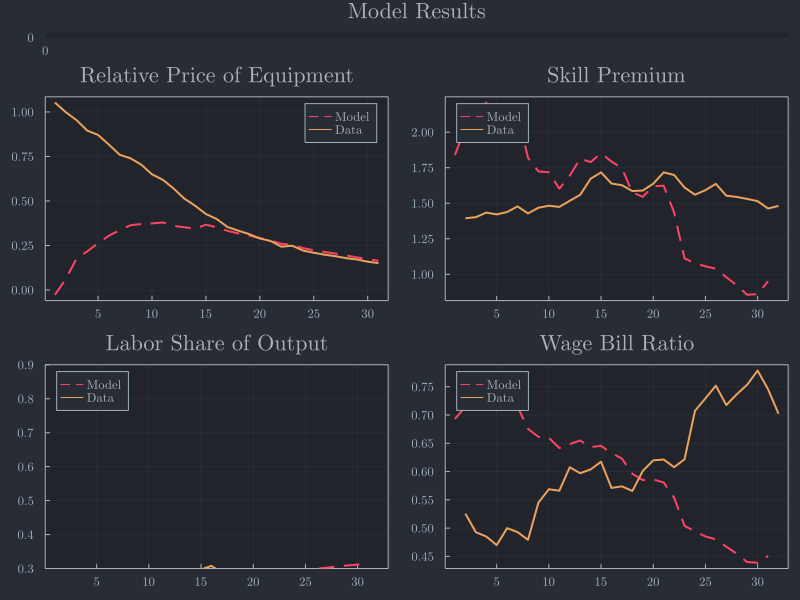 Model Results
0
0
Relative Price of Equipment
1.00
0.75
0.50
0.25
0.00
Model
Data
5 10 15 20 25 30
Skill Premium
2.00
1.75
1.50
1.25
1.00
Model
Data
5 10 15 20 25 30
Labor Share of Output
0.9
0.8
0.7
0.6
0.5
0.4
0.3
Model
Data
5 10 15 20 25 30
Wage Bill Ratio
0.75
0.70
0.65
0.60
0.55
0.50
0.45
Model
Data
5 10 15 20 25 30